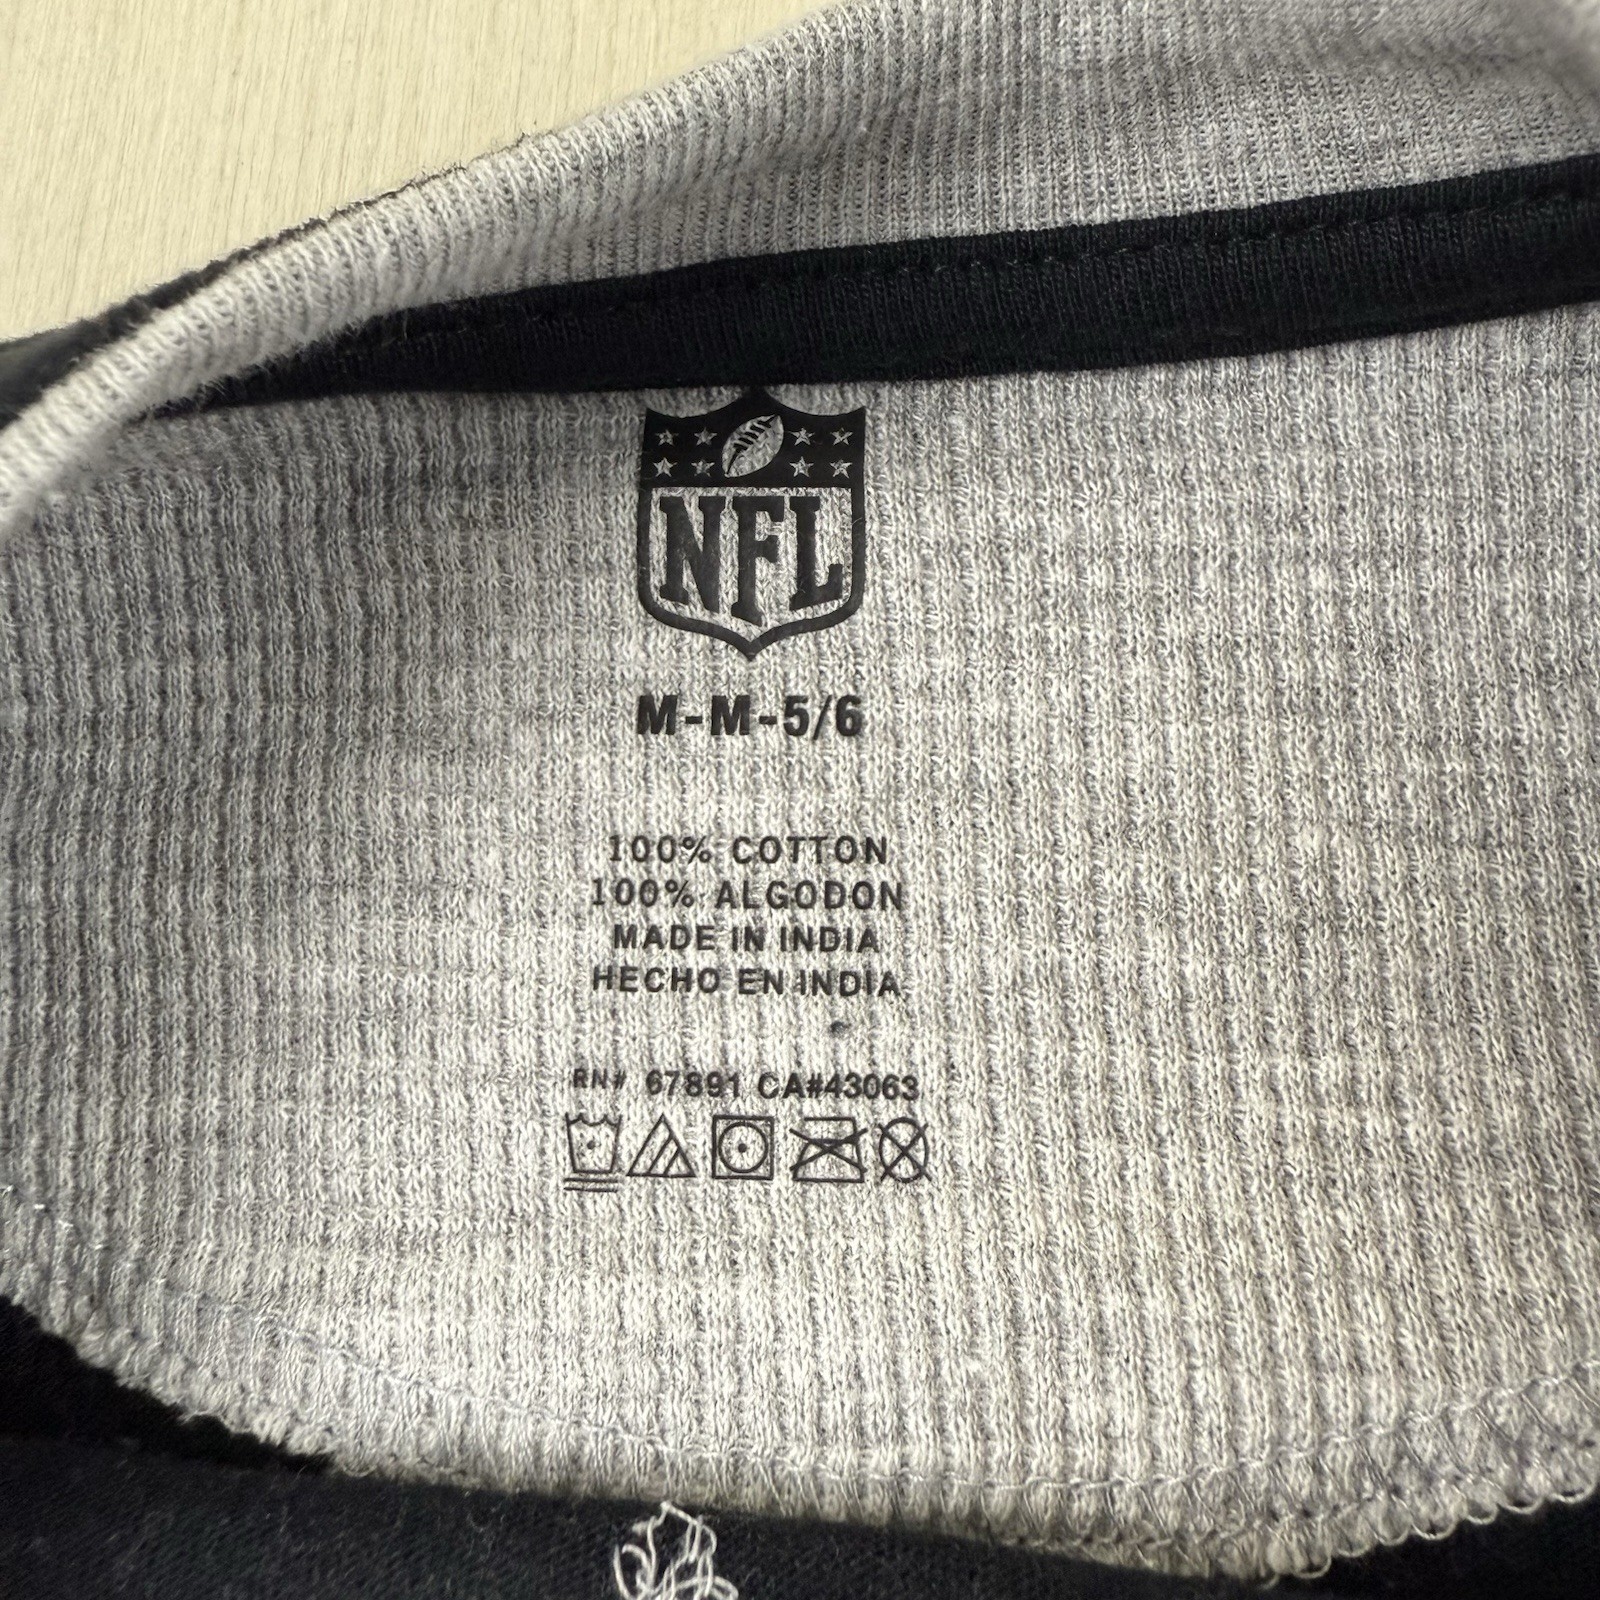 NFL
M-M-5/6
100% COTTON
100% ALGODON
MADE IN INDIA
HECHO EN INDIA
RN# 67891 CA#43063